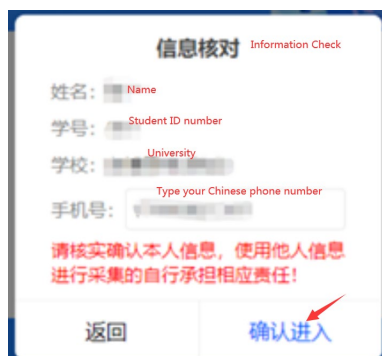 信息核对 Information Check
姓名： Name
学号： Student ID number
学校： University
Type your Chinese phone number
手机号：
请核实确认本人信息，使用他人信息
进行采集的自行承担相应责任！
返回 确认进入